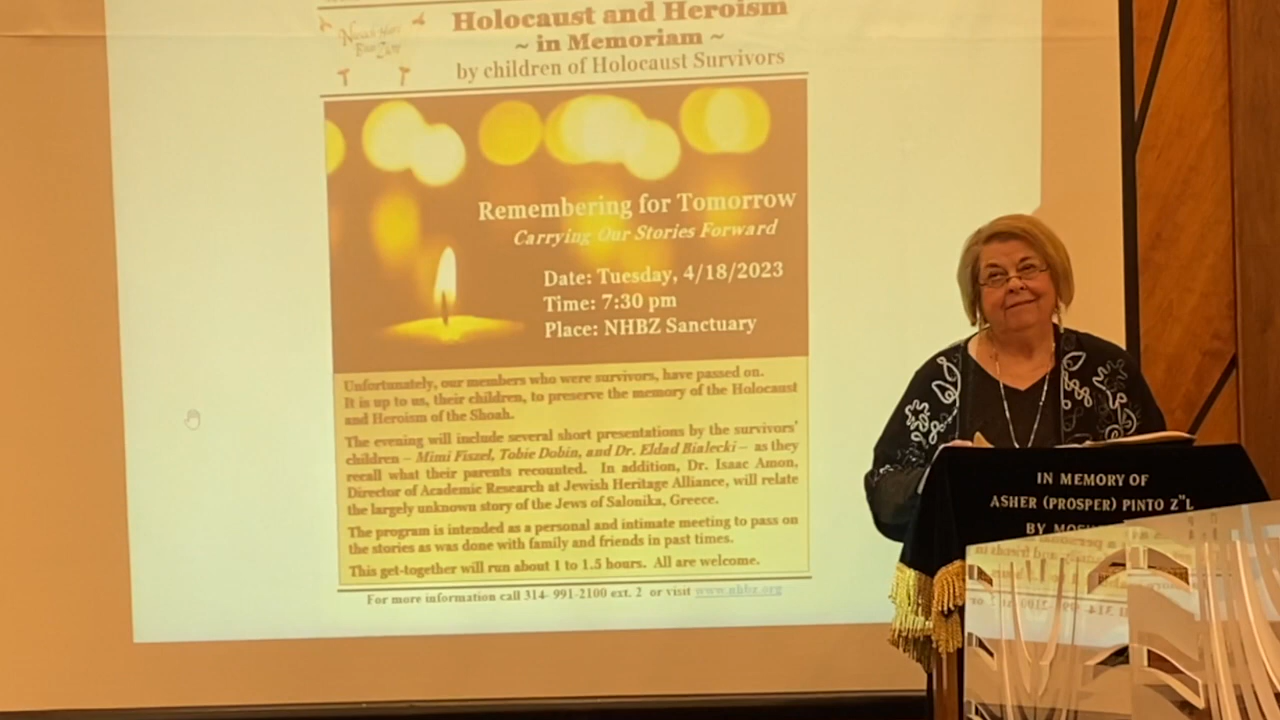 Holocaust and Heroism
~ in Memoriam ~
by children of Holocaust Survivors
Remembering for Tomorrow
Carrying Our Stories Forward
Date: Tuesday, 4/18/2023
Time: 7:30 pm
Place: NHBZ Sanctuary
Unfortunately, our members who were survivors, have passed on.
It is up to us, their children, to preserve the memory of the Holocaust
and Heroism of the Shoah.
The evening will include several short presentations by the survivors'
children – Mimi Fiszel, Tobie Dobin, and Dr. Eldad Bialecki – as they
recall what their parents recounted. In addition, Dr. Isaac Amon,
Director of Academic Research at Jewish Heritage Alliance, will relate
the largely unknown story of the Jews of Salonika, Greece.
The program is intended as a personal and intimate meeting to pass on
the stories as was done with family and friends in past times.
This get-together will run about 1 to 1.5 hours. All are welcome.
For more information call 314- 991-2100 ext. 2 or visit www.nhbz.org
IN MEMORY OF
ASHER (PROSPER) PINTO Z"L
BY